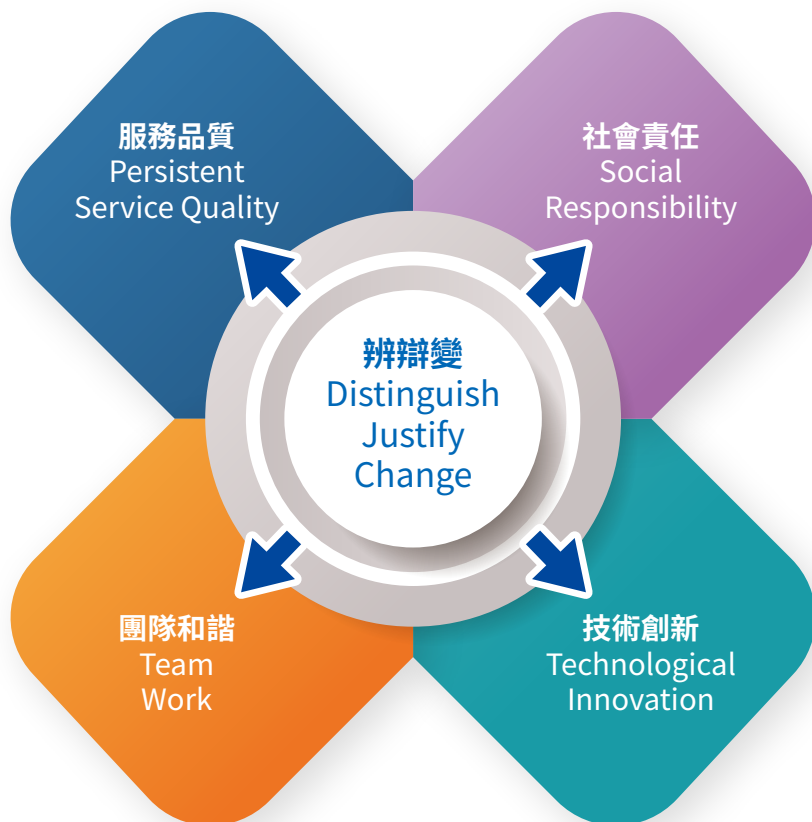 服務品質
Persistent
Service Quality
社會責任
Social
Responsibility
辨辯變
Distinguish
Justify
Change
團隊和諧
Team
Work
技術創新
Technological
Innovation